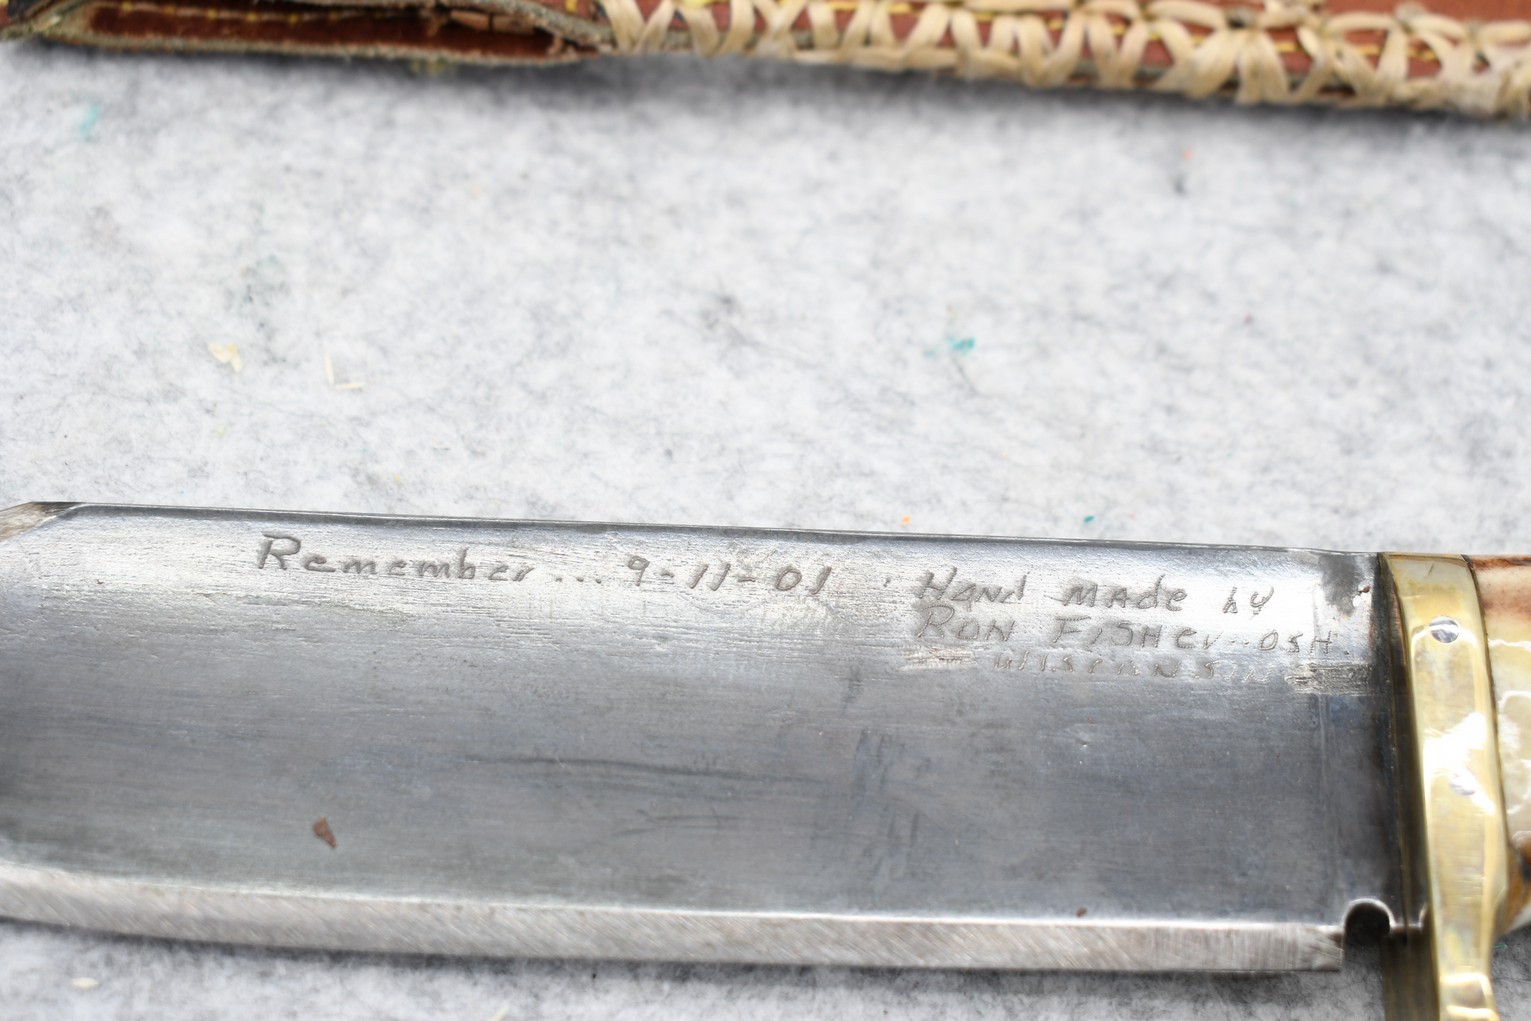 Remember... 9-11-01
HAND MADE by
RON FISHER-OSH.
WISCONSIN